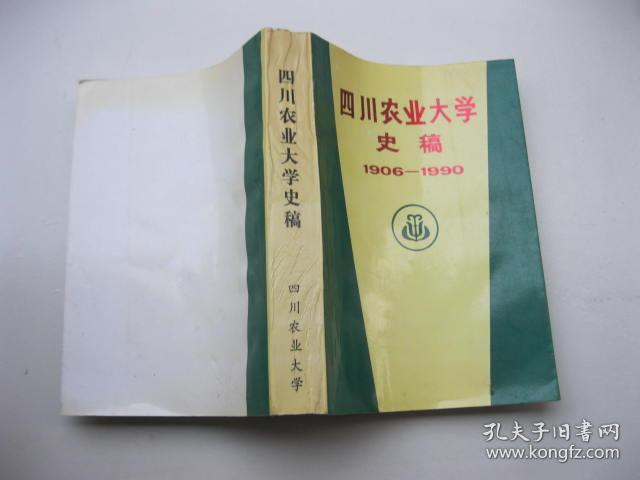 四川农业大学
史稿
1906—1990
四川农业大学史稿
四川农业大学
孔夫子旧书网
www.kongfz.com